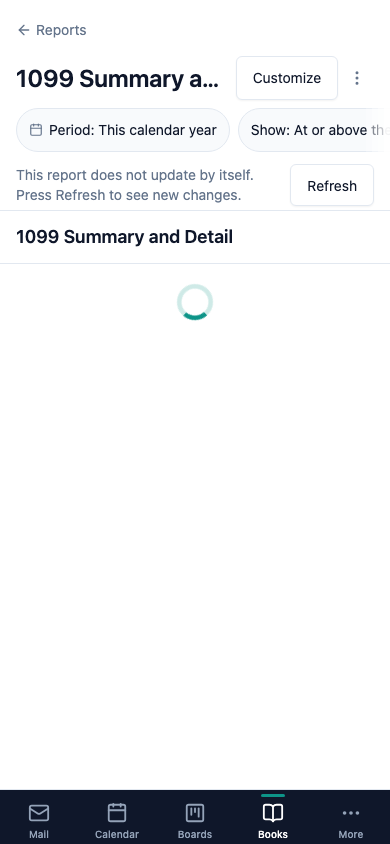 Reports
1099 Summary a...
Customize
Period: This calendar year
Show: At or above the
This report does not update by itself.
Press Refresh to see new changes.
Refresh
1099 Summary and Detail
Mail
Calendar
Boards
Books
More